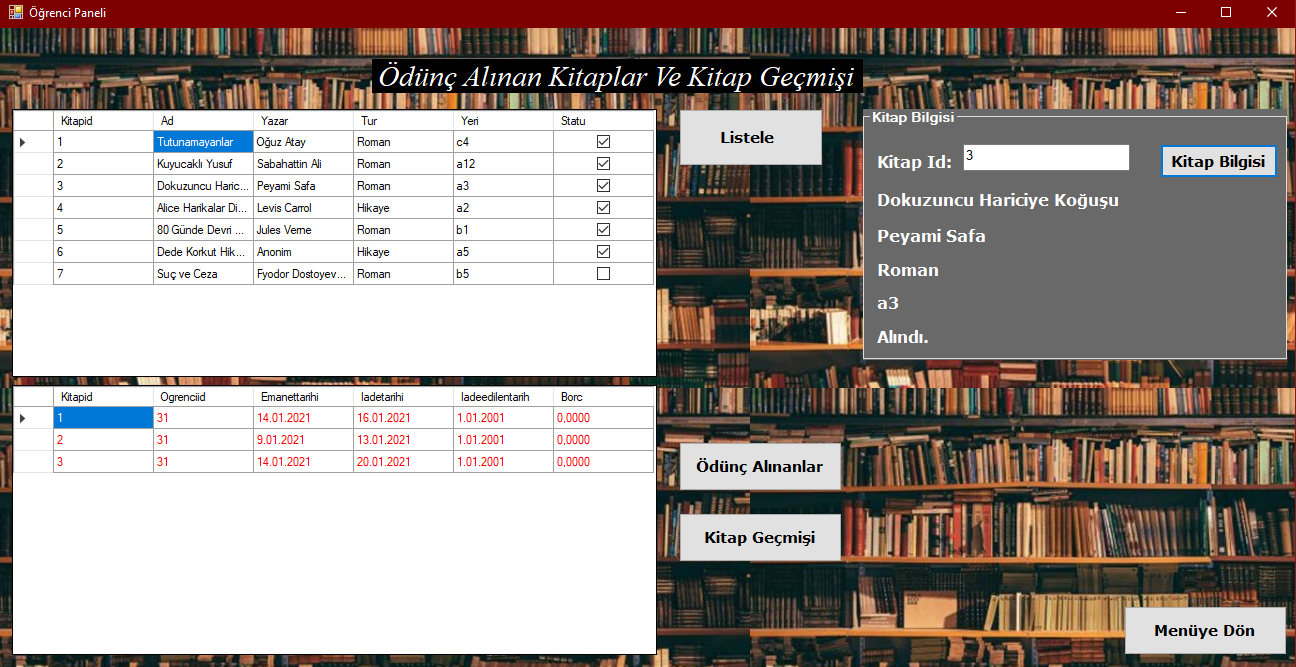 Öğrenci Paneli
Ödünç Alınan Kitaplar Ve Kitap Geçmişi
Kitapid Ad Yazar Tur Yeri Statu
1 Tutunamayanlar Oğuz Atay Roman c4
2 Kuyucaklı Yusuf Sabahattin Ali Roman a12
3 Dokuzuncu Haric... Peyami Safa Roman a3
4 Alice Harikalar Di... Levis Carrol Hikaye a2
5 80 Günde Devri ... Jules Verne Roman b1
6 Dede Korkut Hik... Anonim Hikaye a5
7 Suç ve Ceza Fyodor Dostoyev... Roman b5
Listele
Kitap Bilgisi
Kitap Id: 3 Kitap Bilgisi
Dokuzuncu Hariciye Koğuşu
Peyami Safa
Roman
a3
Alındı.
Kitapid Ogrenciid Emanettarihi Iadetarihi Iadeedilentarih Borc
1 31 14.01.2021 16.01.2021 1.01.2001 0,0000
2 31 9.01.2021 13.01.2021 1.01.2001 0,0000
3 31 14.01.2021 20.01.2021 1.01.2001 0,0000
Ödünç Alınanlar
Kitap Geçmişi
Menüye Dön